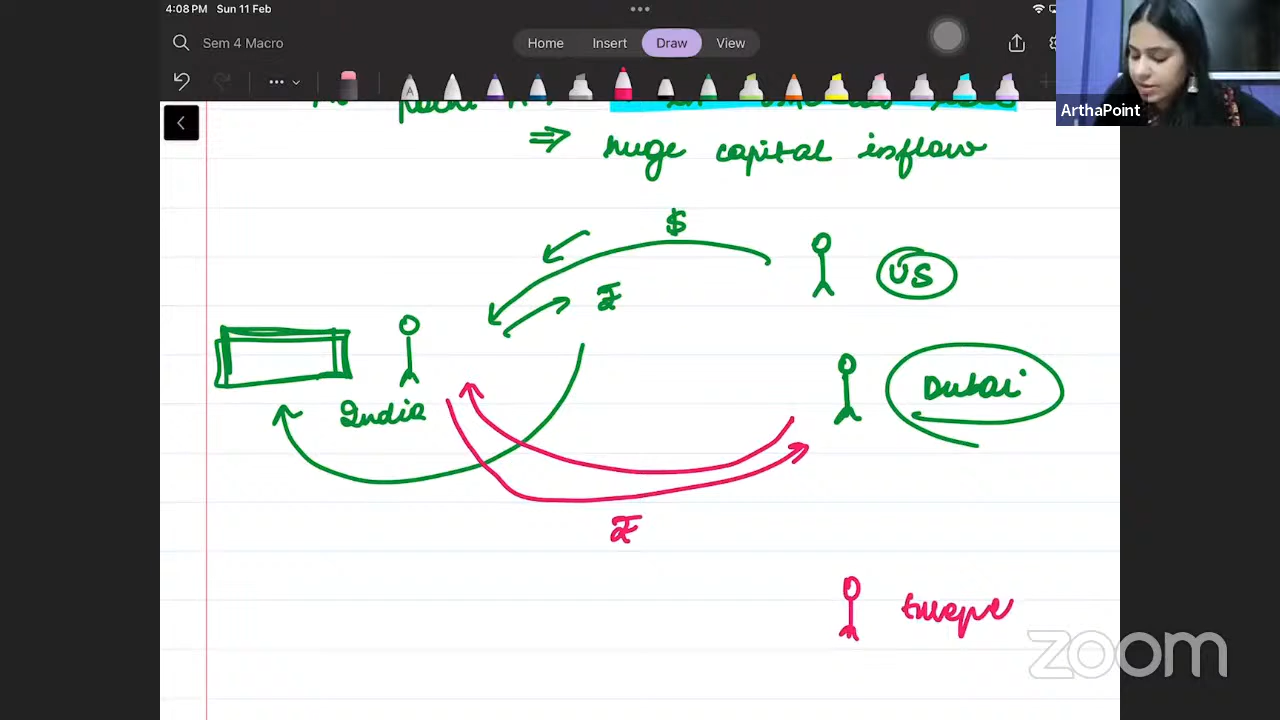 4:08 PM Sun 11 Feb
Sem 4 Macro
Home Insert Draw View
A
ArthaPoint
⇒ huge capital inflow
$
US
₹
India
Dubai
₹
Europe
zoom